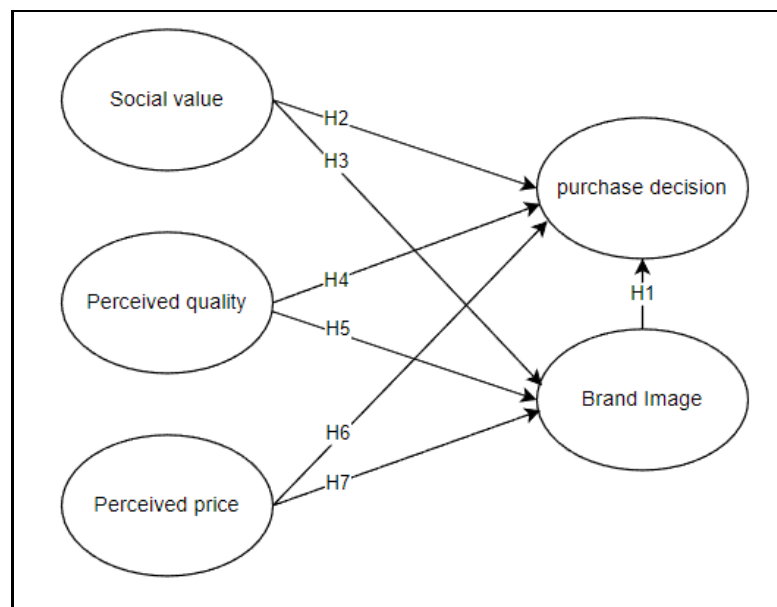 Social value
H2
H3
purchase decision
Perceived quality
H4
H5
H1
Brand Image
H6
H7
Perceived price